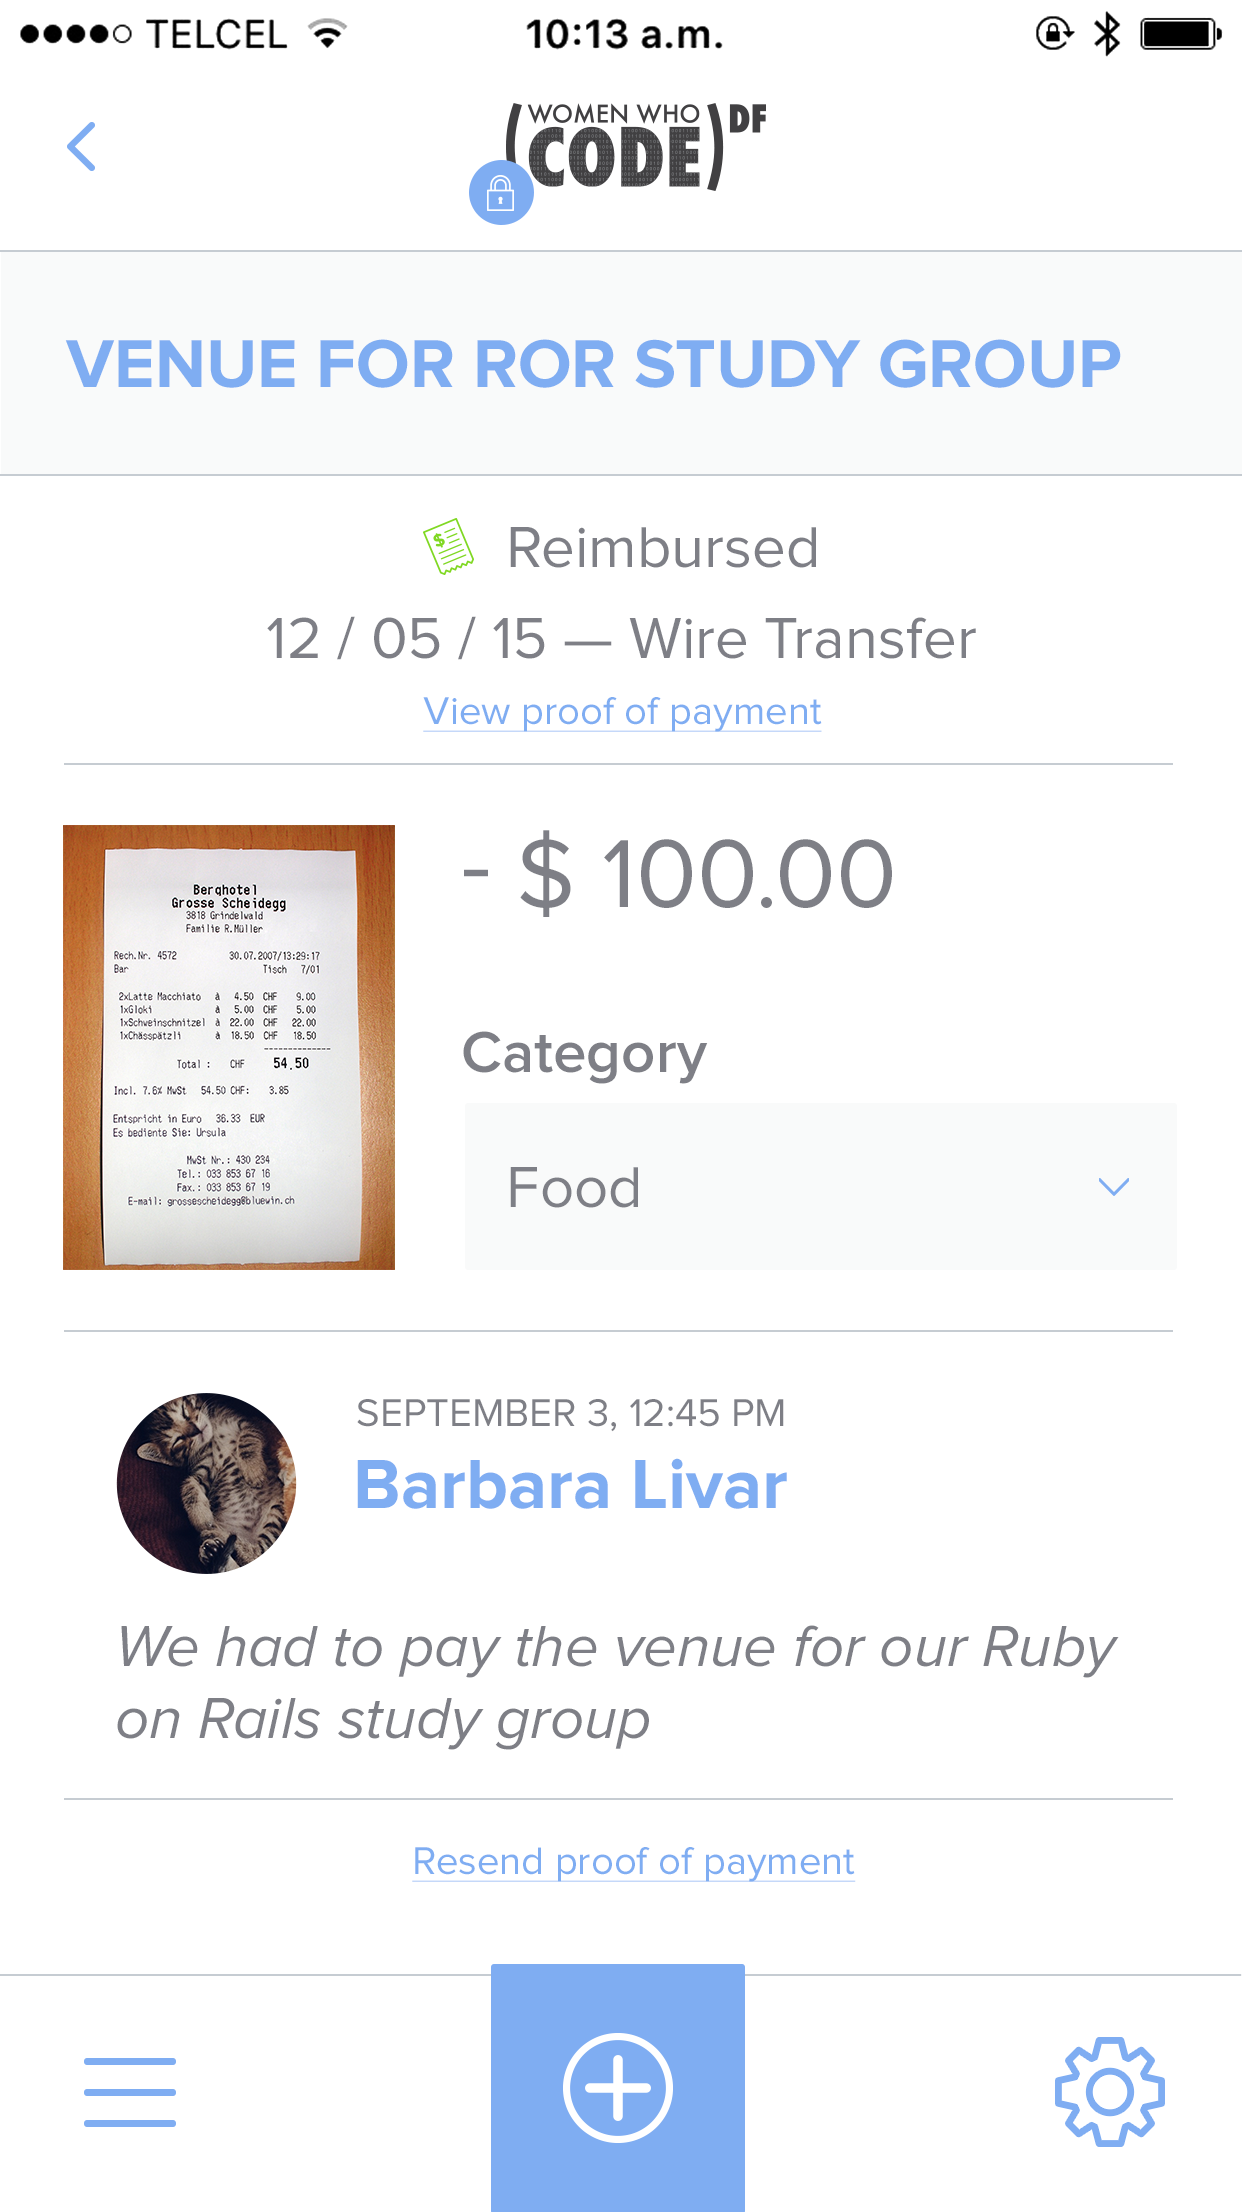 TELCEL 10:13 a.m.
WOMEN WHO DF
(CODE)
VENUE FOR ROR STUDY GROUP
$
Reimbursed
12 / 05 / 15 — Wire Transfer
View proof of payment
- $ 100.00
Berghotel
Grosse Scheidegg
3818 Grindelwald
Familie R.Müller
Rech.Nr. 4572 30.07.2007/13:29:17
Bar Tisch 7/01
2xLatte Macchiato à 4.50 CHF 9.00
1xGloki à 5.00 CHF 5.00
1xSchweinschnitzel à 22.00 CHF 22.00
1xChässpätzli à 18.50 CHF 18.50
Total : CHF 54.50
Incl. 7.6% MwSt 54.50 CHF: 3.85
Entspricht in Euro 36.33 EUR
Es bediente Sie: Ursula
MwSt Nr.: 430 234
Tel.: 033 853 67 16
Fax.: 033 853 67 19
E-mail: grossescheidegg@bluewin.ch
Category
Food
SEPTEMBER 3, 12:45 PM
Barbara Livar
We had to pay the venue for our Ruby
on Rails study group
Resend proof of payment